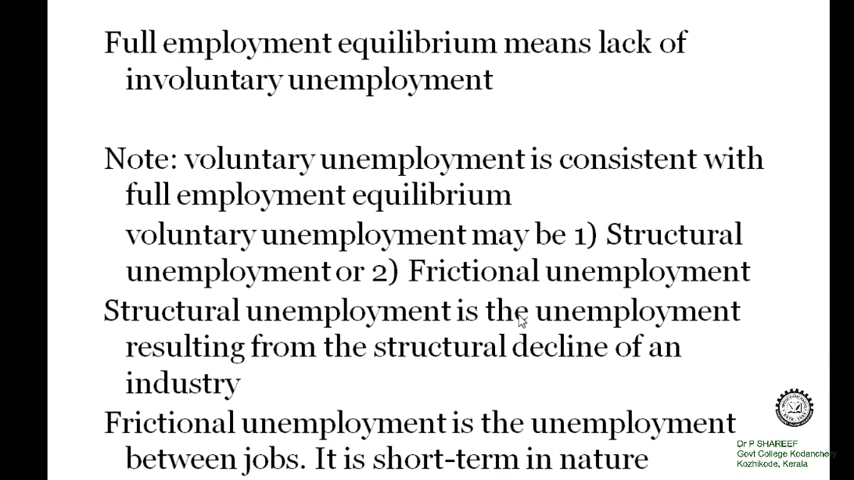 Full employment equilibrium means lack of
involuntary unemployment
Note: voluntary unemployment is consistent with
full employment equilibrium
voluntary unemployment may be 1) Structural
unemployment or 2) Frictional unemployment
Structural unemployment is the unemployment
resulting from the structural decline of an
industry
Frictional unemployment is the unemployment
between jobs. It is short-term in nature
Dr P SHAREEF
Govt College Kodanchery
Kozhikode, Kerala